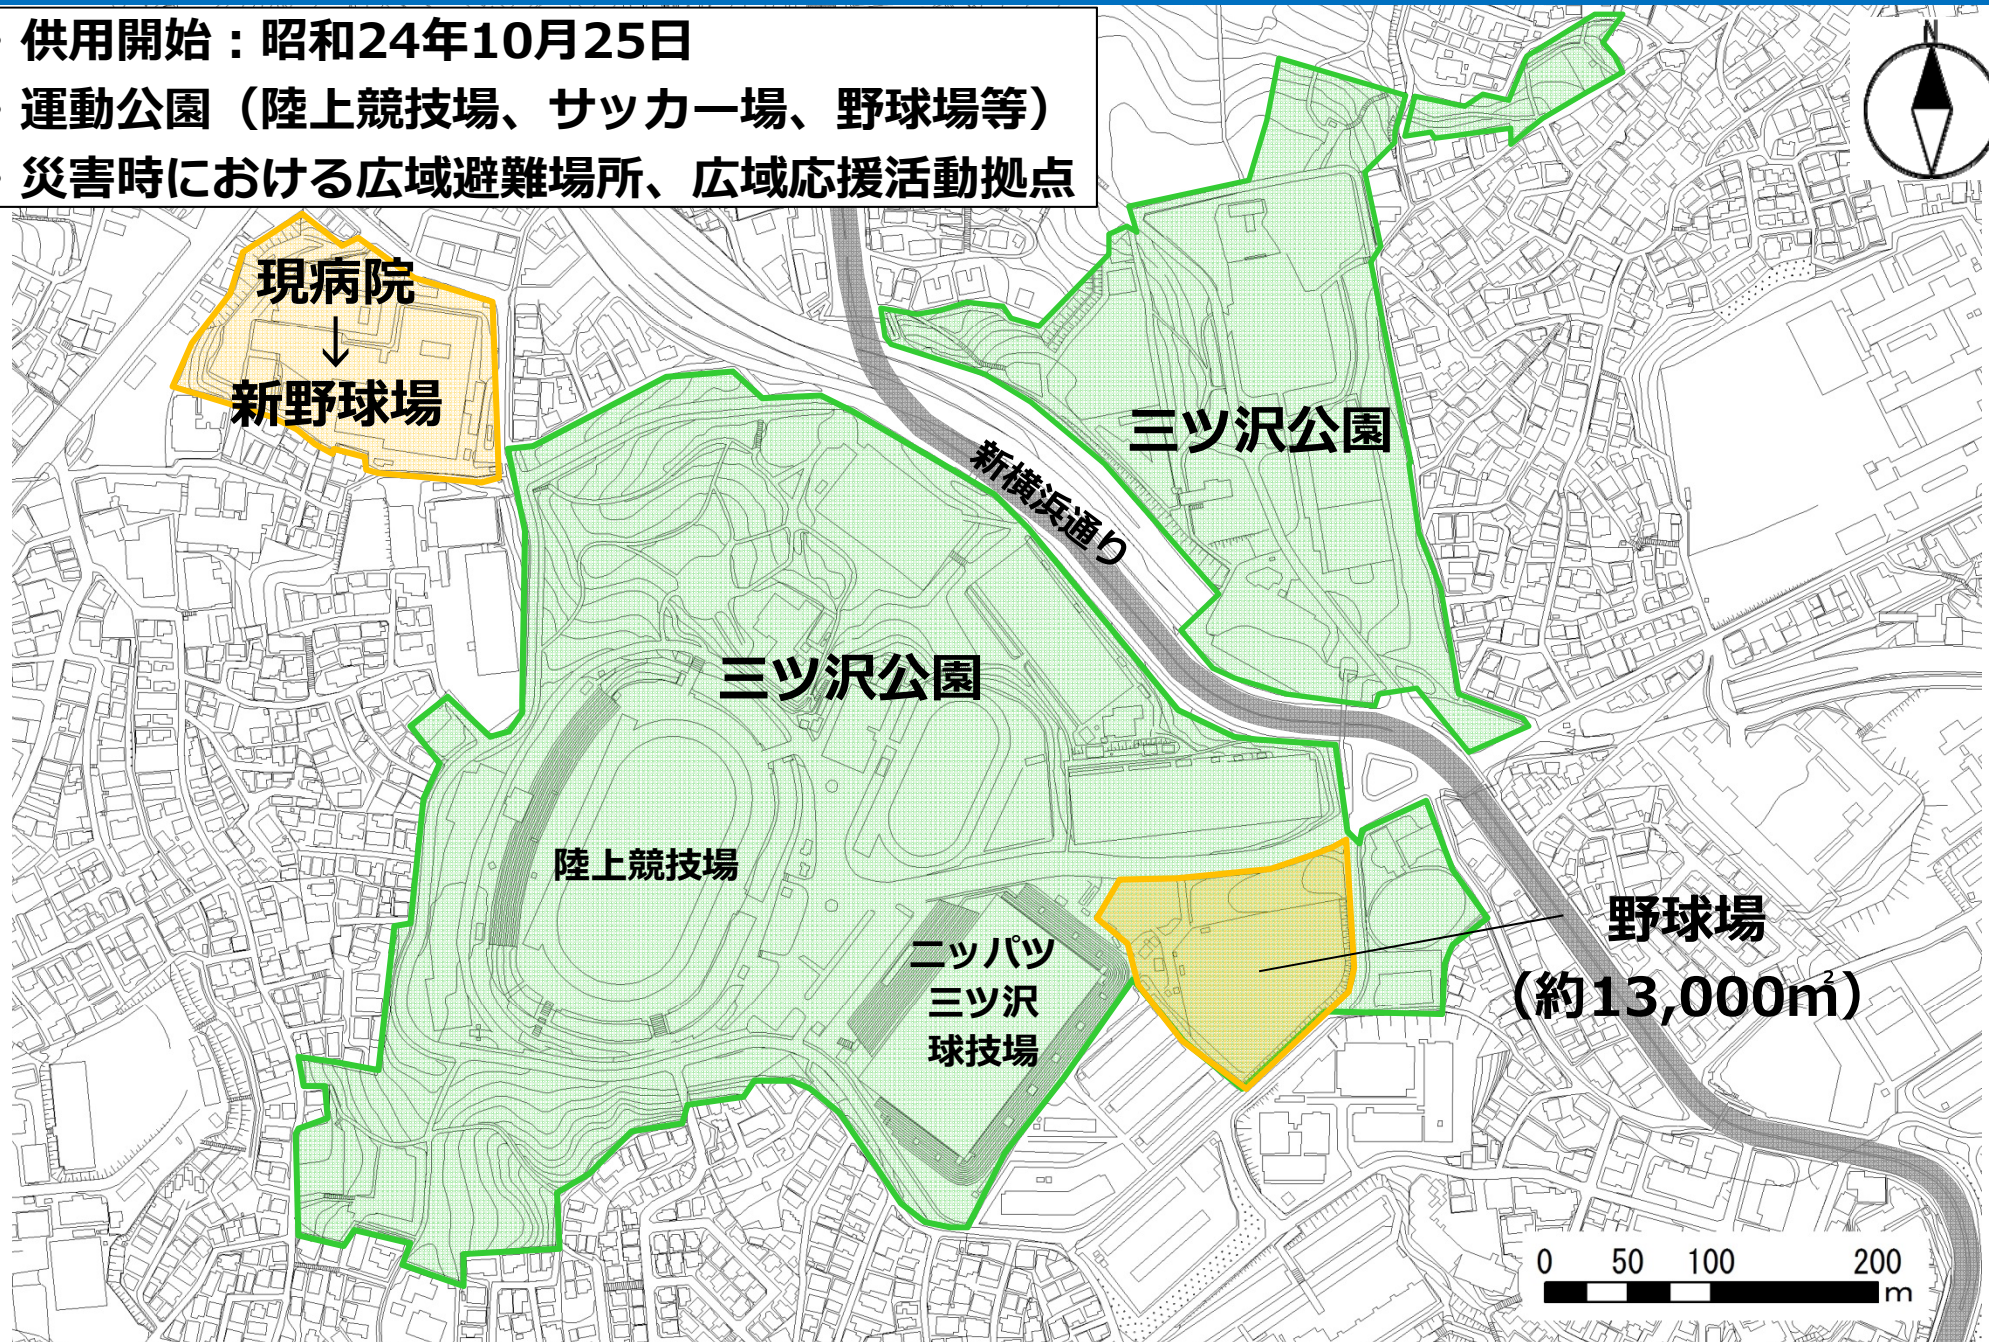 供用開始：昭和24年10月25日
運動公園（陸上競技場、サッカー場、野球場等）
災害時における広域避難場所、広域応援活動拠点
N
現病院
↓
新野球場
三ツ沢公園
新横浜通り
三ツ沢公園
陸上競技場
ニッパツ
三ツ沢
球技場
野球場
（約13,000㎡）
0 50 100 200
m